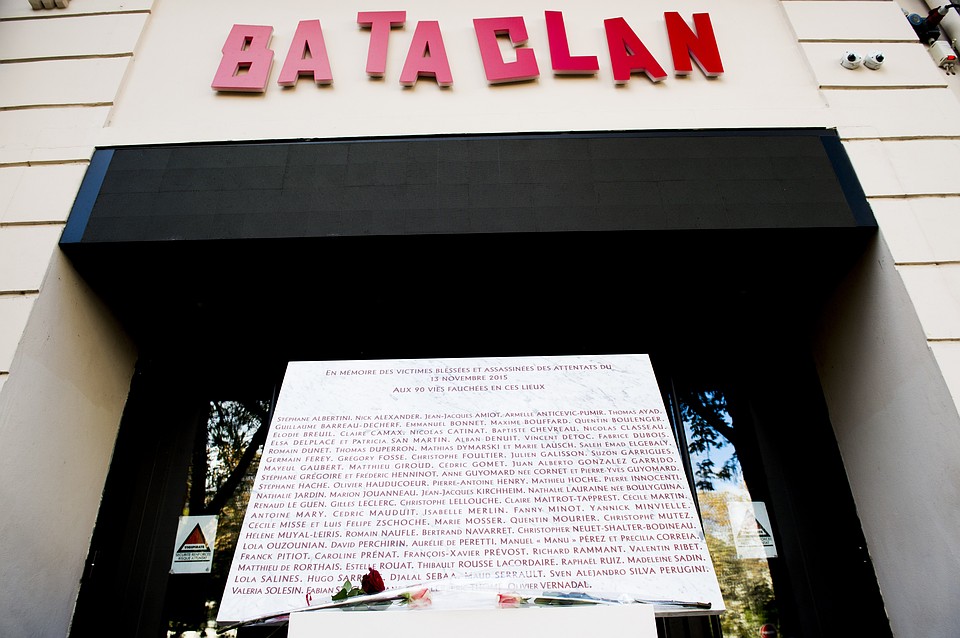 BATACLAN
En mémoire des victimes blessées et assassinées des attentats du
13 novembre 2015
Aux 90 vies fauchées en ces lieux
Stéphane ALBERTINI, Nick ALEXANDER, Jean-Jacques AMIOT, Armelle ANTICEVIC-PUMIR, Thomas AYAD,
Guillaume BARREAU-DECHERF, Emmanuel BONNET, Maxime BOUFFARD, Quentin BOULENGER,
Élodie BREUIL, Claire CAMAX, Nicolas CATINAT, Baptiste CHEVREAU, Nicolas CLASSEAU,
Elsa DELPLACE et Patricia SAN MARTIN, Alban DENUIT, Vincent DETOC, Fabrice DUBOIS,
Romain DUNET, Thomas DUPERRON, Mathias DYMARSKI et Marie LAUSCH, Saleh Emad ELGEBALY,
Germain FEREY, Grégory FOSSE, Christophe FOULTIER, Julien GALISSON, Suzon GARRIGUES,
Mayeul GAUBERT, Matthieu GIROUD, Cédric GOMET, Juan Alberto GONZÁLEZ GARRIDO,
Stéphane GRÉGOIRE et Frédéric HENNINOT, Anne GUYOMARD née CORNET et Pierre-Yves GUYOMARD,
Stéphane HACHE, Olivier HAUDUCOEUR, Pierre-Antoine HENRY, Mathieu HOCHE, Pierre INNOCENTI,
Nathalie JARDIN, Marion JOUANNEAU, Jean-Jacques KIRCHHEIM, Nathalie LAURAINE née BOULYGUINA,
Renaud LE GUEN, Gilles LECLERC, Christophe LELLOUCHE, Claire MAITROT-TAPPREST, Cécile MARTIN,
Antoine MARY, Cédric MAUDUIT, Isabelle MERLIN, Fanny MINOT, Yannick MINVIELLE,
Cécile MISSE et Luis Felipe ZSCHOCHE, Marie MOSSER, Quentin MOURIER, Christophe MUTEZ,
Hélène MUYAL-LEIRIS, Romain NAUFLE, Bertrand NAVARRET, Christopher NEUET-SHALTER-BODINEAU,
Lola OUZOUNIAN, David PERCHIRIN, Aurélie DE PERETTI, Manuel « Manu » PÉREZ et Précilia CORREIA,
Franck PITIOT, Caroline PRÉNAT, François-Xavier PRÉVOST, Richard RAMMANT, Valentin RIBET,
Matthieu DE RORTHAIS, Estelle ROUAT, Thibault ROUSSE LACORDAIRE, Raphaël RUIZ, Madeleine SADIN,
Lola SALINES, Hugo Djalal SEBAA, Maud SERRAULT, Sven Alejandro SILVA PERUGINI,
Valeria SOLESIN, Fabian Olivier VERNADAL.